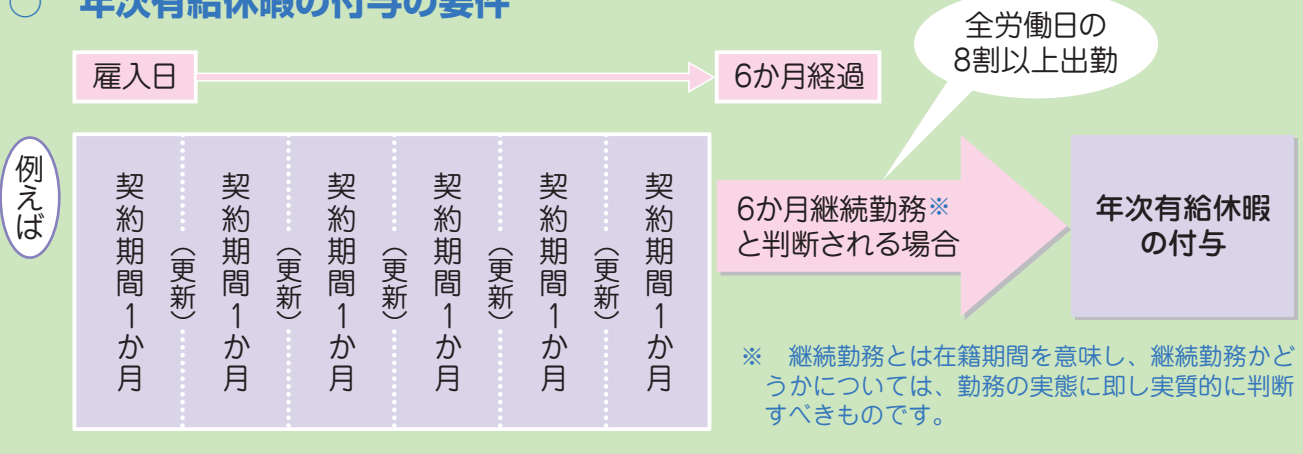 ○ 年次有給休暇の付与の要件
雇入日
6か月経過
全労働日の
8割以上出勤
例えば
契約期間1か月
（更新）
契約期間1か月
（更新）
契約期間1か月
（更新）
契約期間1か月
（更新）
契約期間1か月
（更新）
契約期間1か月
6か月継続勤務※
と判断される場合
年次有給休暇
の付与
※ 継続勤務とは在籍期間を意味し、継続勤務かど
うかについては、勤務の実態に即し実質的に判断
すべきものです。